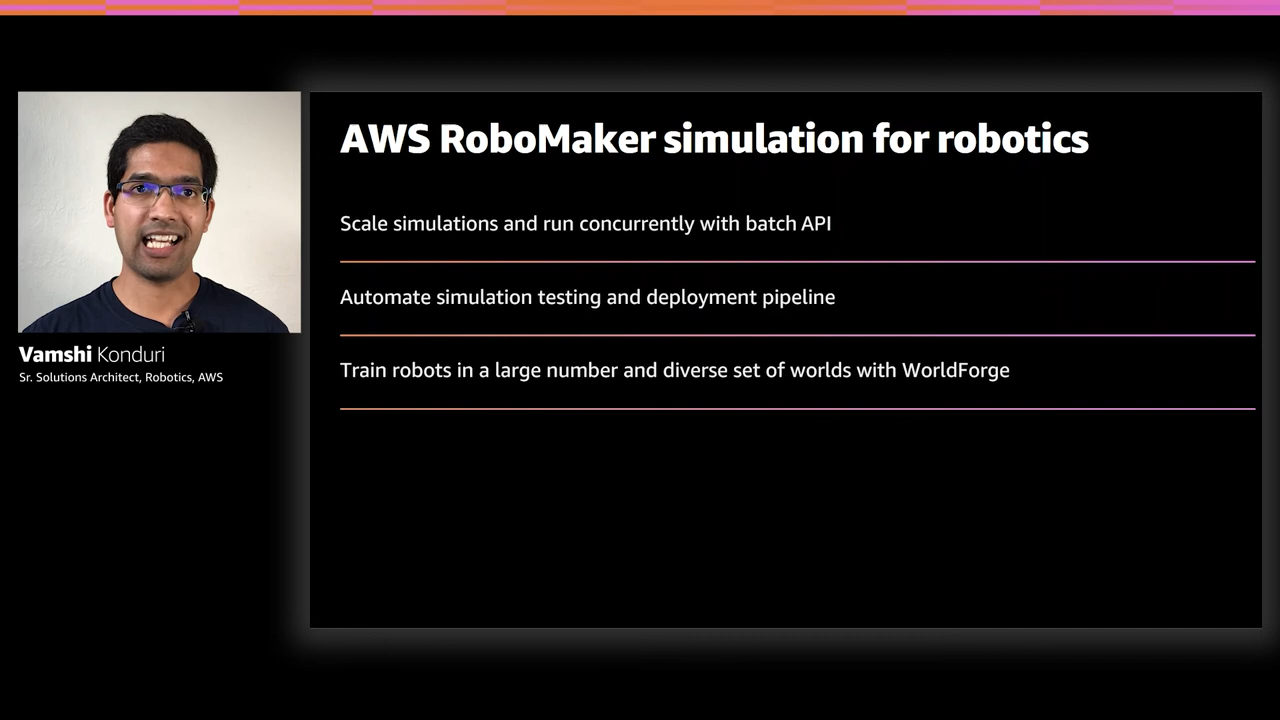 AWS RoboMaker simulation for robotics
Scale simulations and run concurrently with batch API
Automate simulation testing and deployment pipeline
Train robots in a large number and diverse set of worlds with WorldForge
Vamshi Konduri
Sr. Solutions Architect, Robotics, AWS